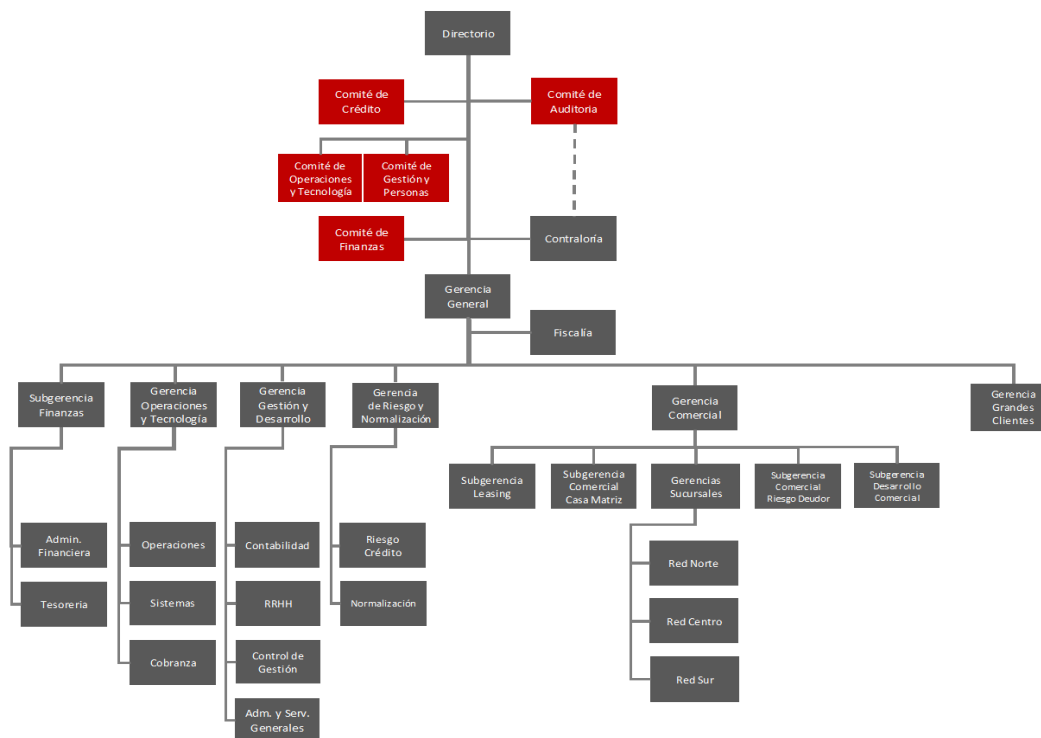 Directorio
Comité de
Crédito
Comité de
Auditoria
Comité de
Operaciones
y Tecnología
Comité de
Gestión y
Personas
Comité de
Finanzas
Contraloría
Gerencia
General
Fiscalía
Subgerencia
Finanzas
Gerencia
Operaciones
y Tecnología
Gerencia
Gestión y
Desarrollo
Gerencia
de Riesgo y
Normalización
Gerencia
Comercial
Gerencia
Grandes
Clientes
Subgerencia
Leasing
Subgerencia
Comercial
Casa Matriz
Gerencias
Sucursales
Subgerencia
Comercial
Riesgo Deudor
Subgerencia
Desarrollo
Comercial
Admin.
Financiera
Operaciones
Contabilidad
Riesgo
Crédito
Red Norte
Tesoreria
Sistemas
RRHH
Normalización
Red Centro
Cobranza
Control de
Gestión
Red Sur
Adm. y Serv.
Generales